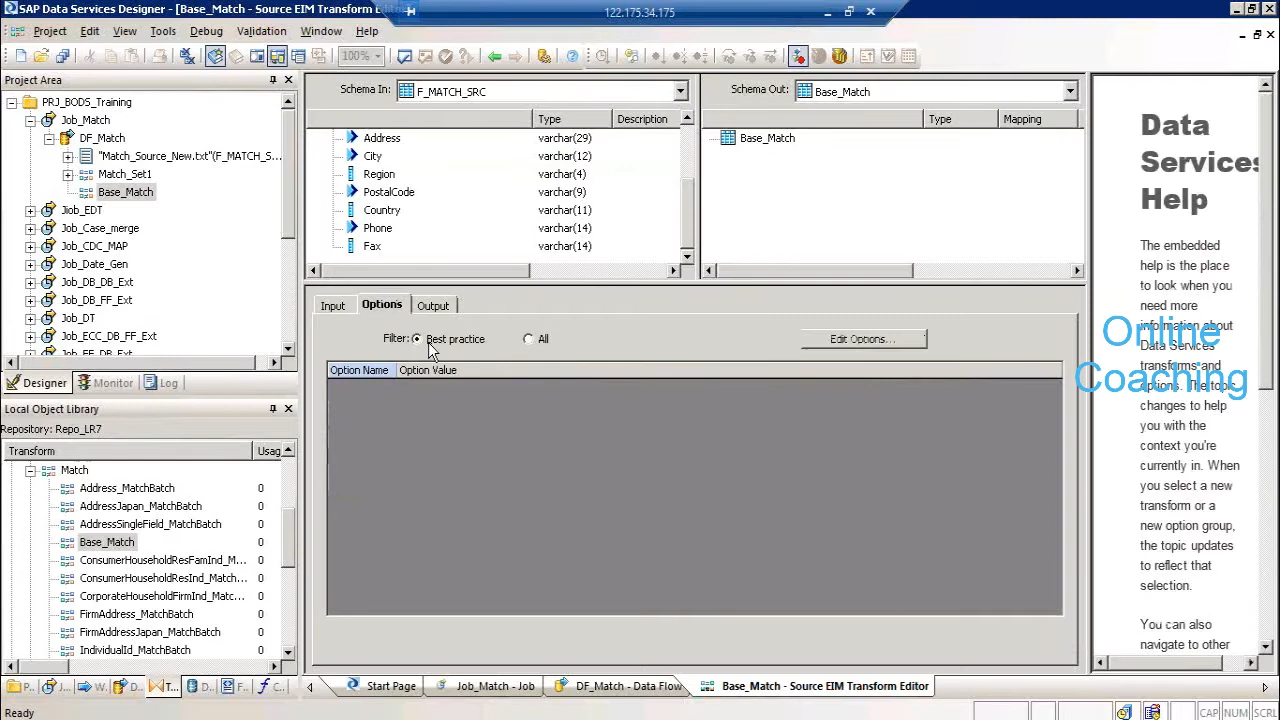 SAP Data Services Designer - [Base_Match - Source EIM Transform Edit
122.175.34.175
Project Edit View Tools Debug Validation Window Help
100%
Project Area
PRJ_BODS_Training
Job_Match
DF_Match
"Match_Source_New.txt"(F_MATCH_S...
Match_Set1
Base_Match
Job_EDT
Job_Case_merge
Job_CDC_MAP
Job_Date_Gen
Job_DB_DB_Ext
Job_DB_FF_Ext
Job_DT
Job_ECC_DB_FF_Ext
Designer Monitor Log
Local Object Library
Repository: Repo_LR7
Transform Usag
Match
Address_MatchBatch 0
AddressJapan_MatchBatch 0
AddressSingleField_MatchBatch 0
Base_Match 0
ConsumerHouseholdResFamInd_M... 0
ConsumerHouseholdResInd_Match... 0
CorporateHouseholdFirmInd_Matc... 0
FirmAddress_MatchBatch 0
FirmAddressJapan_MatchBatch 0
IndividualId_MatchBatch 0
P.. J... W.. D.. T... D.. F... C..
Ready
Schema In: F_MATCH_SRC
Type Description
Address varchar(29)
City varchar(12)
Region varchar(4)
PostalCode varchar(9)
Country varchar(11)
Phone varchar(14)
Fax varchar(14)
Schema Out: Base_Match
Type Mapping
Base_Match
Input Options Output
Filter: Best practice All Edit Options...
Option Name Option Value
Start Page Job_Match - Job DF_Match - Data Flow Base_Match - Source EIM Transform Editor
Data
Services
Help
The embedded
help is the place
to look when you
need more
information about
Data Services
transforms and
options. The topic
changes to help
you with the
context you're
currently in. When
you select a new
transform or a
new option group,
the topic updates
to reflect that
selection.
You can also
navigate to other
Online
Coaching
CAP NUM SCRL